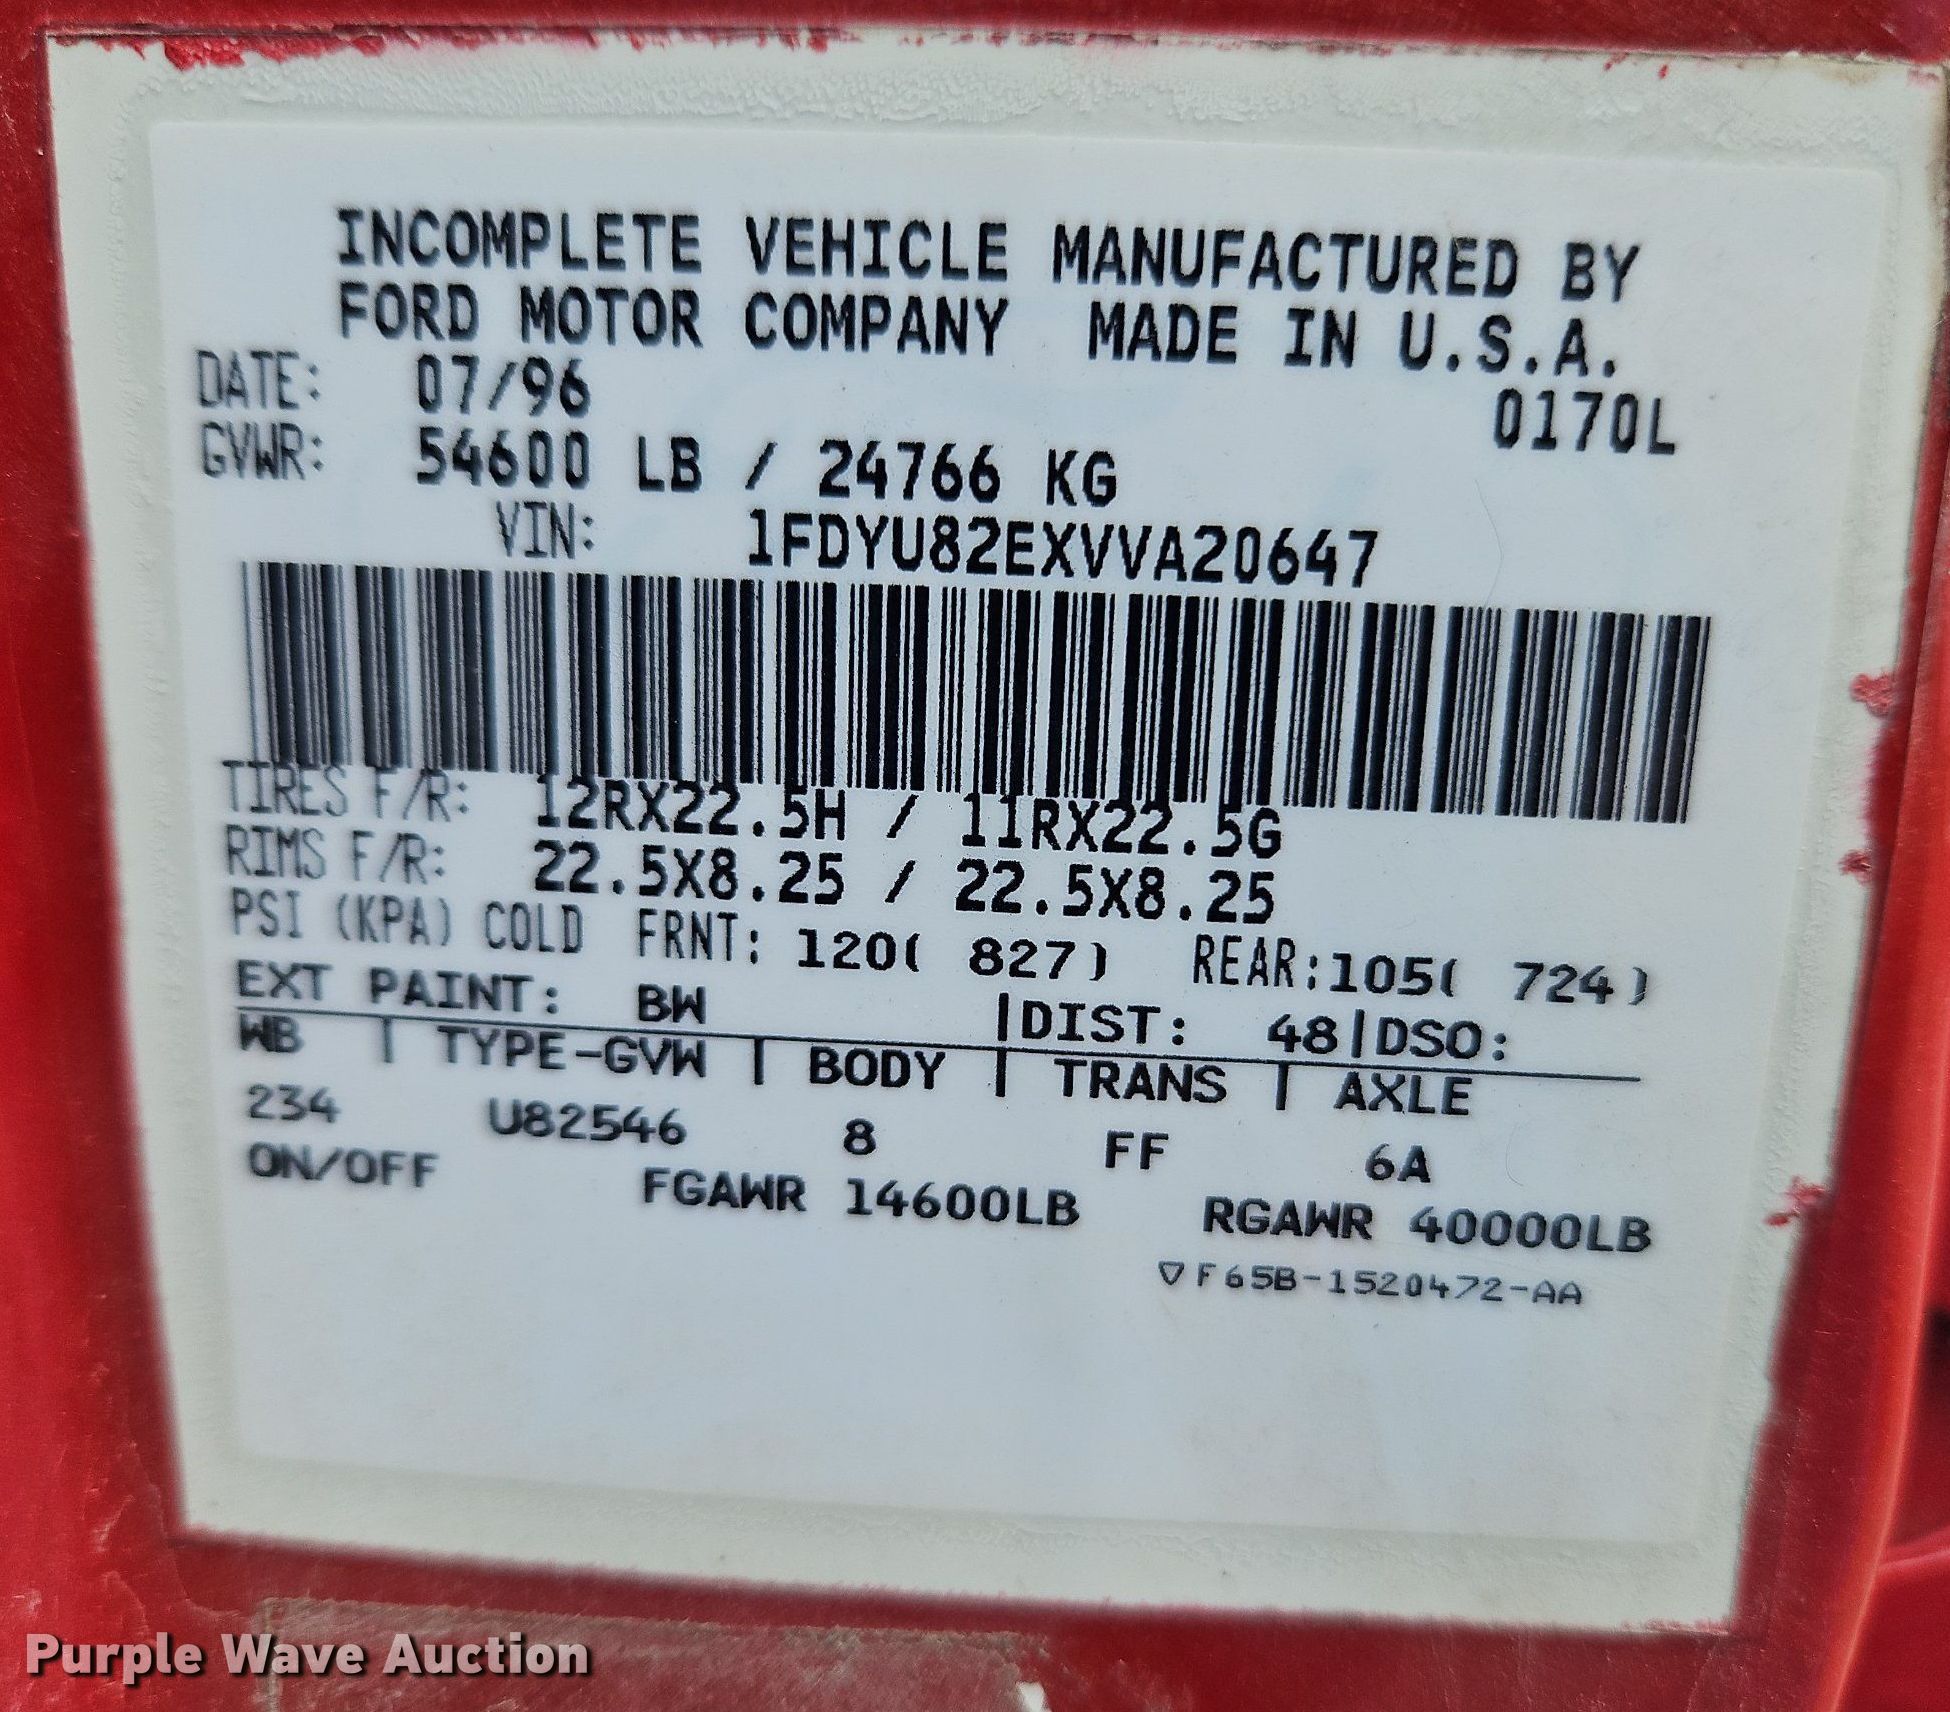 INCOMPLETE VEHICLE MANUFACTURED BY
FORD MOTOR COMPANY MADE IN U.S.A.
DATE: 07/96 0170L
GVWR: 54600 LB / 24766 KG
VIN: 1FDYU82EXVVA20647
TIRES F/R: 12RX22.5H / 11RX22.5G
RIMS F/R: 22.5X8.25 / 22.5X8.25
PSI (KPA) COLD FRNT: 120( 827) REAR:105( 724)
EXT PAINT: BW |DIST: 48|DSO:
WB | TYPE-GVW | BODY | TRANS | AXLE
234 U82546 8 FF 6A
ON/OFF FGAWR 14600LB RGAWR 40000LB
▽F65B-1520472-AA
Purple Wave Auction